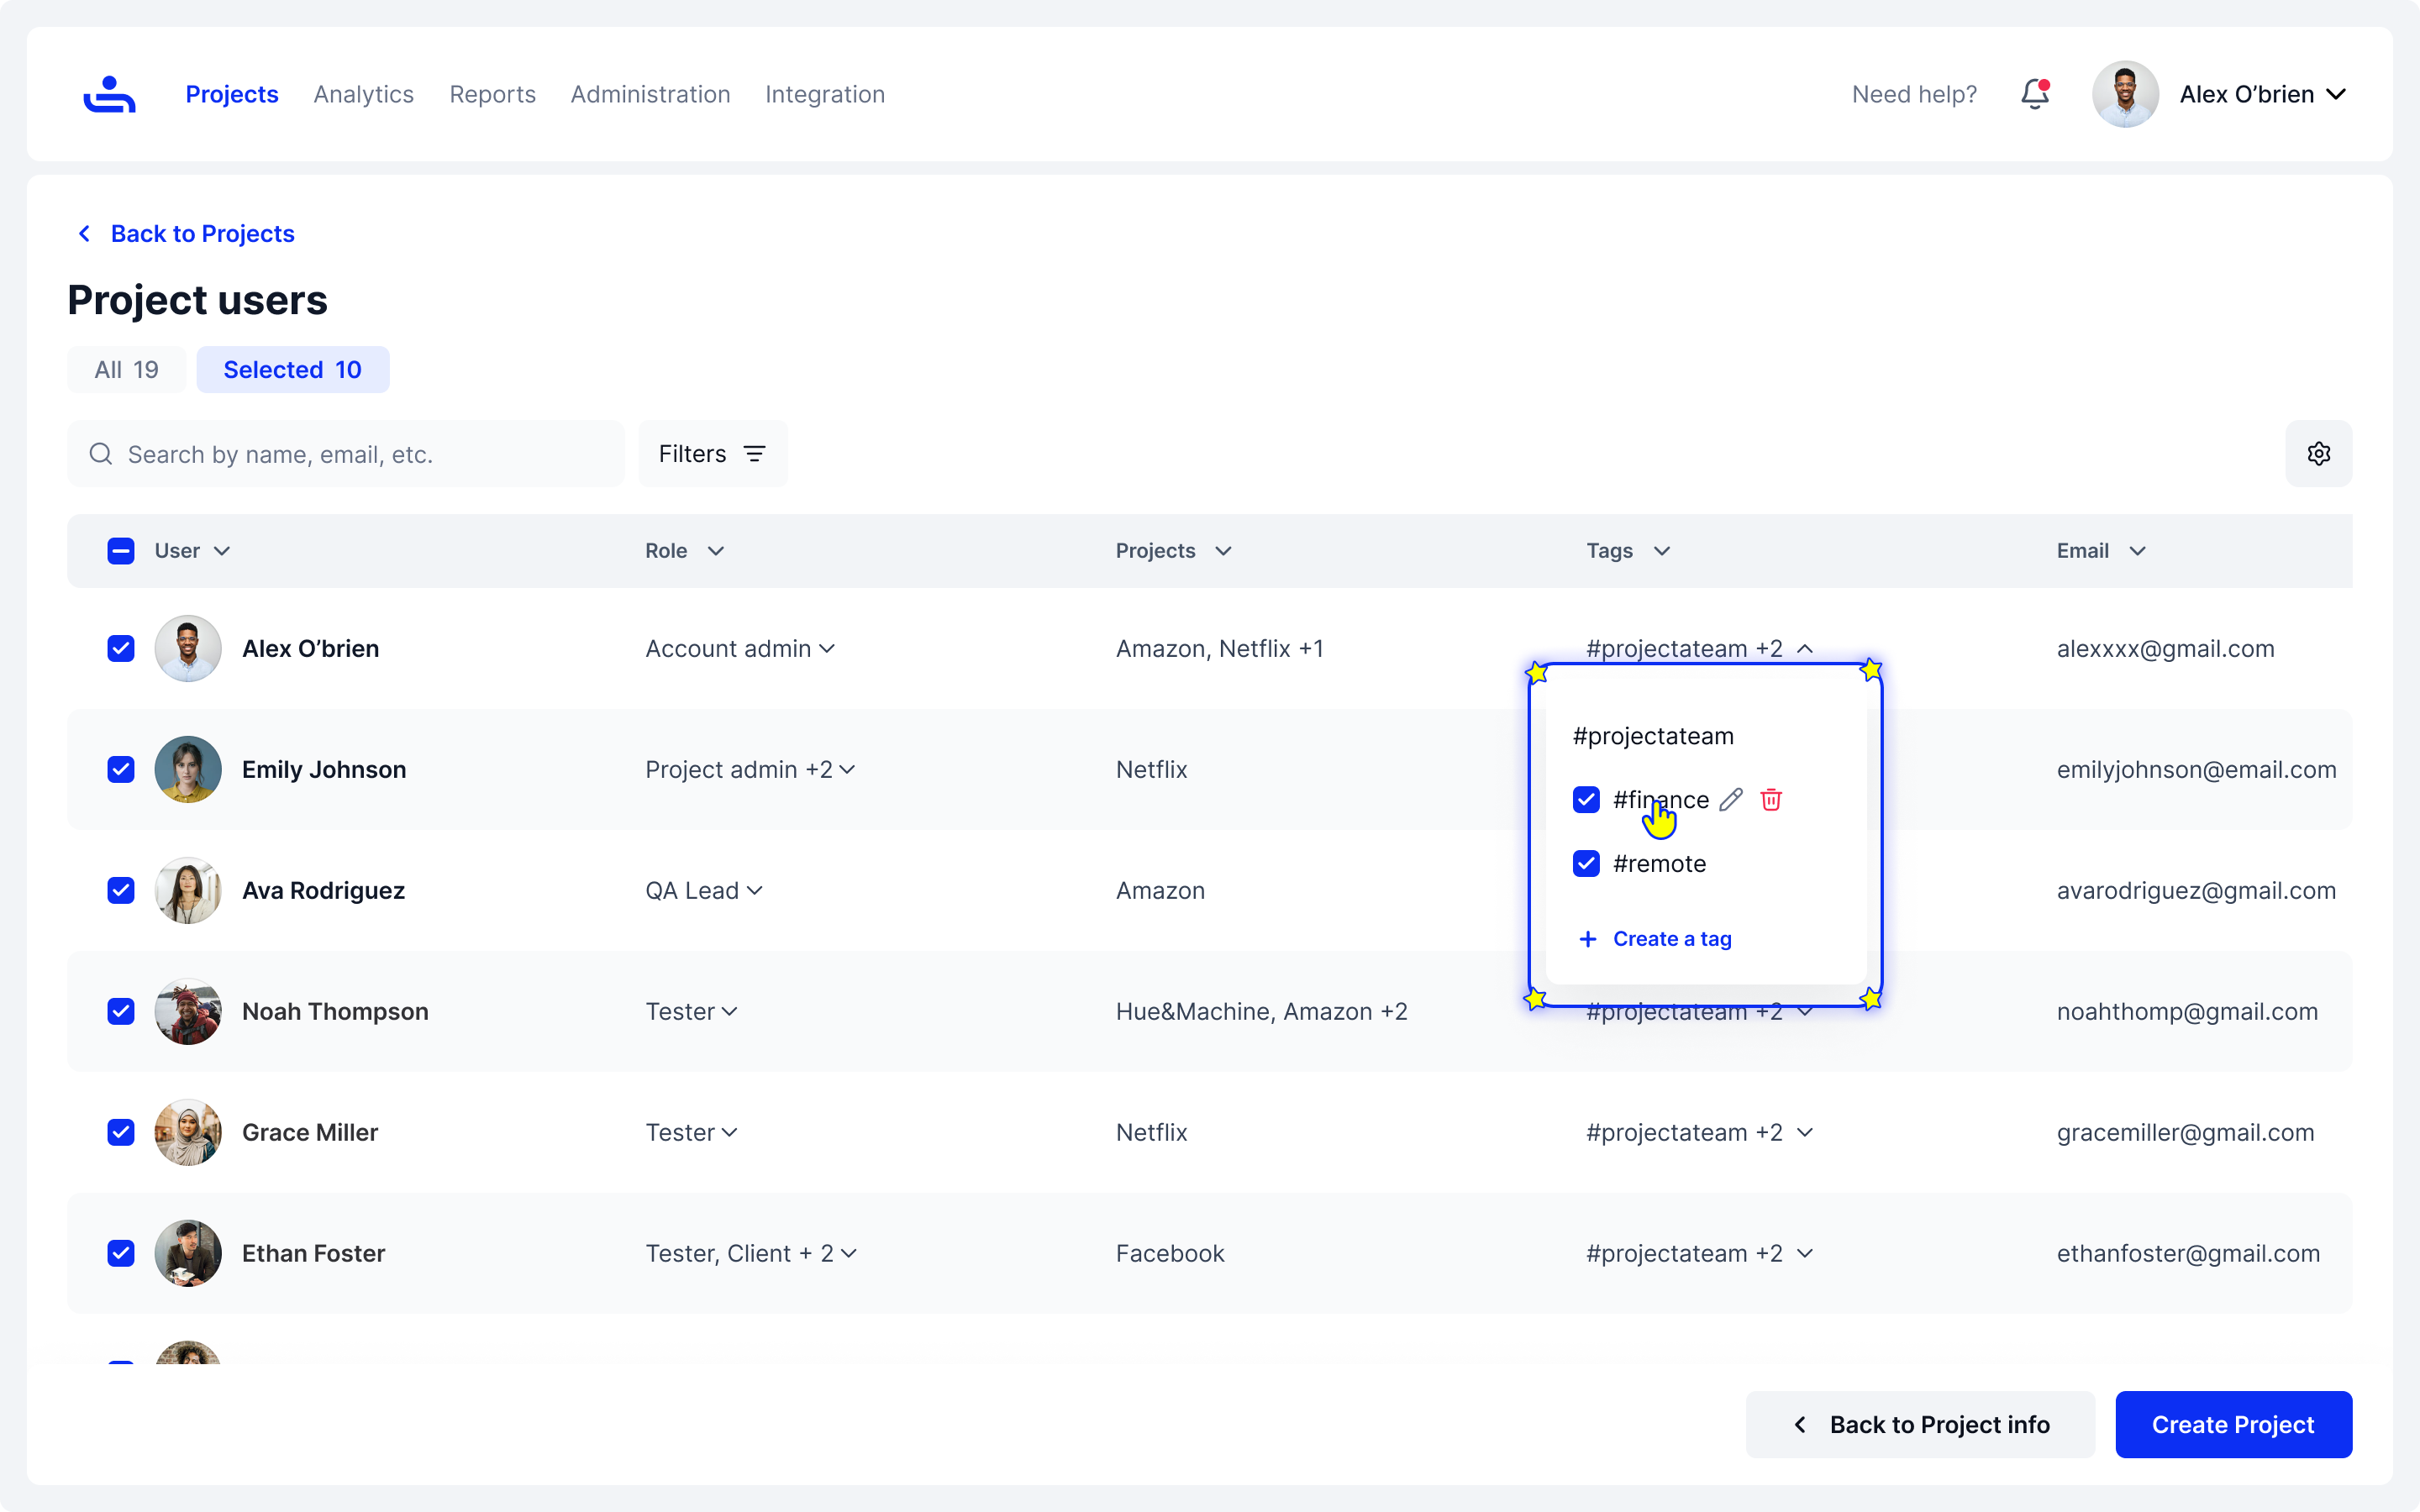 Projects Analytics Reports Administration Integration Need help? Alex O’brien
Back to Projects
Project users
All 19 Selected 10
Search by name, email, etc. Filters
User Role Projects Tags Email
Alex O’brien Account admin Amazon, Netflix +1 #projectateam +2 alexxxx@gmail.com
#projectateam
Emily Johnson Project admin +2 Netflix emilyjohnson@email.com
#finance
#remote
Ava Rodriguez QA Lead Amazon avarodriguez@gmail.com
Create a tag
Noah Thompson Tester Hue&Machine, Amazon +2 #projectateam +2 noahthomp@gmail.com
Grace Miller Tester Netflix #projectateam +2 gracemiller@gmail.com
Ethan Foster Tester, Client + 2 Facebook #projectateam +2 ethanfoster@gmail.com
Back to Project info Create Project